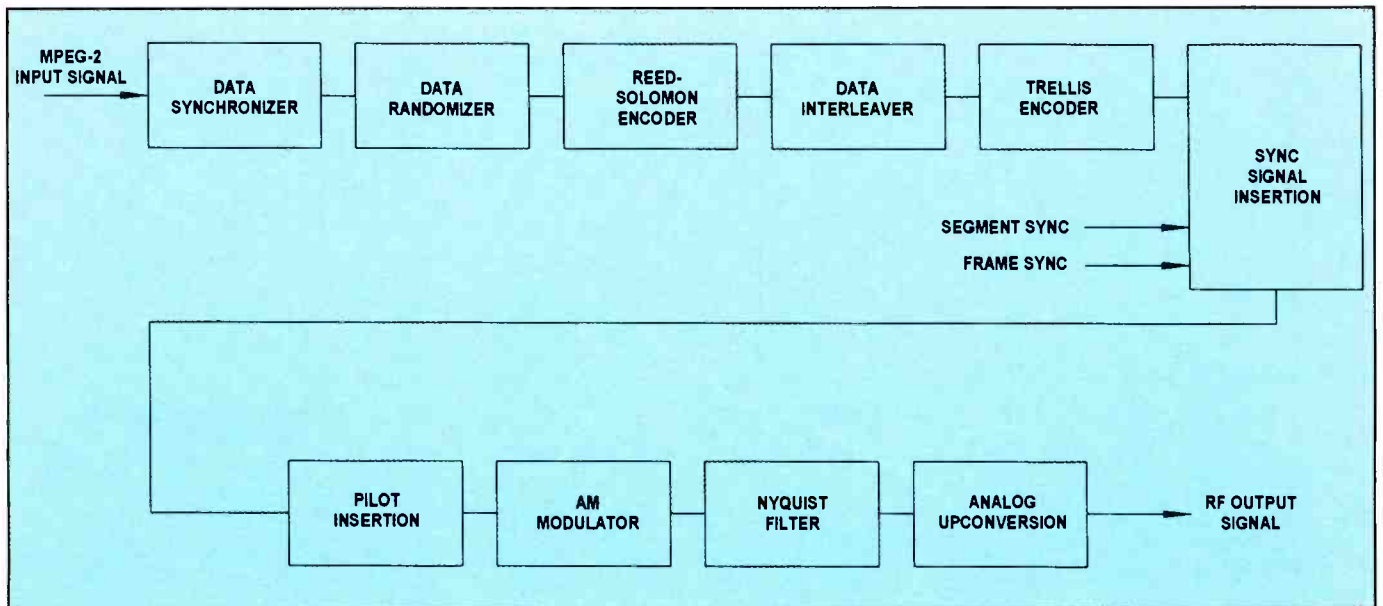 MPEG-2
INPUT SIGNAL
DATA
SYNCHRONIZER
DATA
RANDOMIZER
REED-
SOLOMON
ENCODER
DATA
INTERLEAVER
TRELLIS
ENCODER
SYNC
SIGNAL
INSERTION
SEGMENT SYNC
FRAME SYNC
PILOT
INSERTION
AM
MODULATOR
NYQUIST
FILTER
ANALOG
UPCONVERSION
RF OUTPUT
SIGNAL